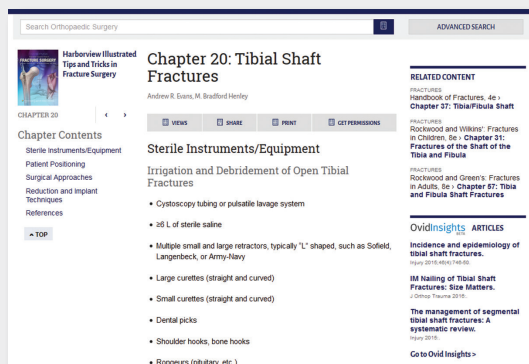 Search Orthopaedic Surgery
ADVANCED SEARCH
FRACTURE SURGERY
Harborview Illustrated
Tips and Tricks in
Fracture Surgery
CHAPTER 20
‹ ›
Chapter Contents
Sterile Instruments/Equipment
Patient Positioning
Surgical Approaches
Reduction and Implant
Techniques
References
TOP
Chapter 20: Tibial Shaft
Fractures
Andrew R. Evans, M. Bradford Henley
VIEWS SHARE PRINT GET PERMISSIONS
Sterile Instruments/Equipment
Irrigation and Debridement of Open Tibial
Fractures
• Cystoscopy tubing or pulsatile lavage system
• ≥6 L of sterile saline
• Multiple small and large retractors, typically "L" shaped, such as Sofield,
Langenbeck, or Army-Navy
• Large curettes (straight and curved)
• Small curettes (straight and curved)
• Dental picks
• Shoulder hooks, bone hooks
• Rongeurs (pituitary, etc.)
RELATED CONTENT
FRACTURES
Handbook of Fractures, 4e ›
Chapter 37: Tibia/Fibula Shaft
FRACTURES
Rockwood and Wilkins': Fractures
in Children, 8e › Chapter 31:
Fractures of the Shaft of the
Tibia and Fibula
FRACTURES
Rockwood and Green's: Fractures
in Adults, 8e › Chapter 57: Tibia
and Fibula Shaft Fractures
OvidInsights ARTICLES
BETA
Incidence and epidemiology of
tibial shaft fractures.
Injury 2015;46(4):746-50.
IM Nailing of Tibial Shaft
Fractures: Size Matters.
J Orthop Trauma 2015;
The management of segmental
tibial shaft fractures: A
systematic review.
Injury 2015;
Go to Ovid Insights >